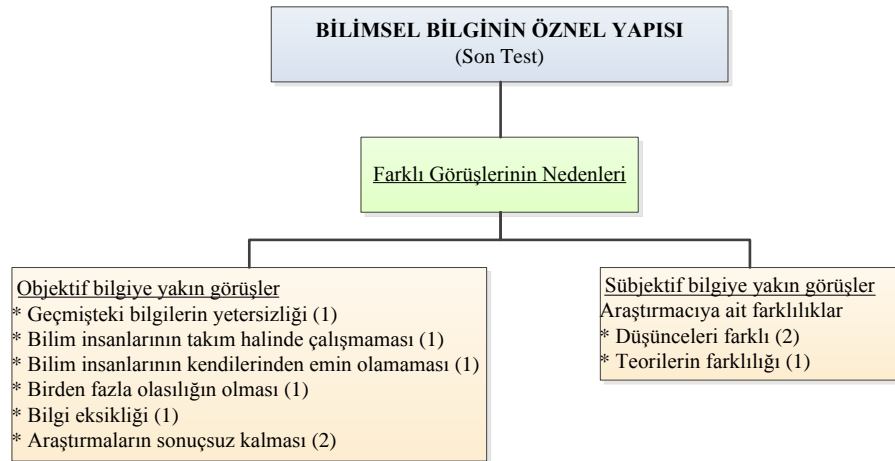 BİLİMSEL BİLGİNİN ÖZNEL YAPISI
(Son Test)
Farklı Görüşlerinin Nedenleri
Objektif bilgiye yakın görüşler
* Geçmişteki bilgilerin yetersizliği (1)
* Bilim insanlarının takım halinde çalışmaması (1)
* Bilim insanlarının kendilerinden emin olamaması (1)
* Birden fazla olasılığın olması (1)
* Bilgi eksikliği (1)
* Araştırmaların sonuçsuz kalması (2)
Sübjektif bilgiye yakın görüşler
Araştırmacıya ait farklılıklar
* Düşünceleri farklı (2)
* Teorilerin farklılığı (1)